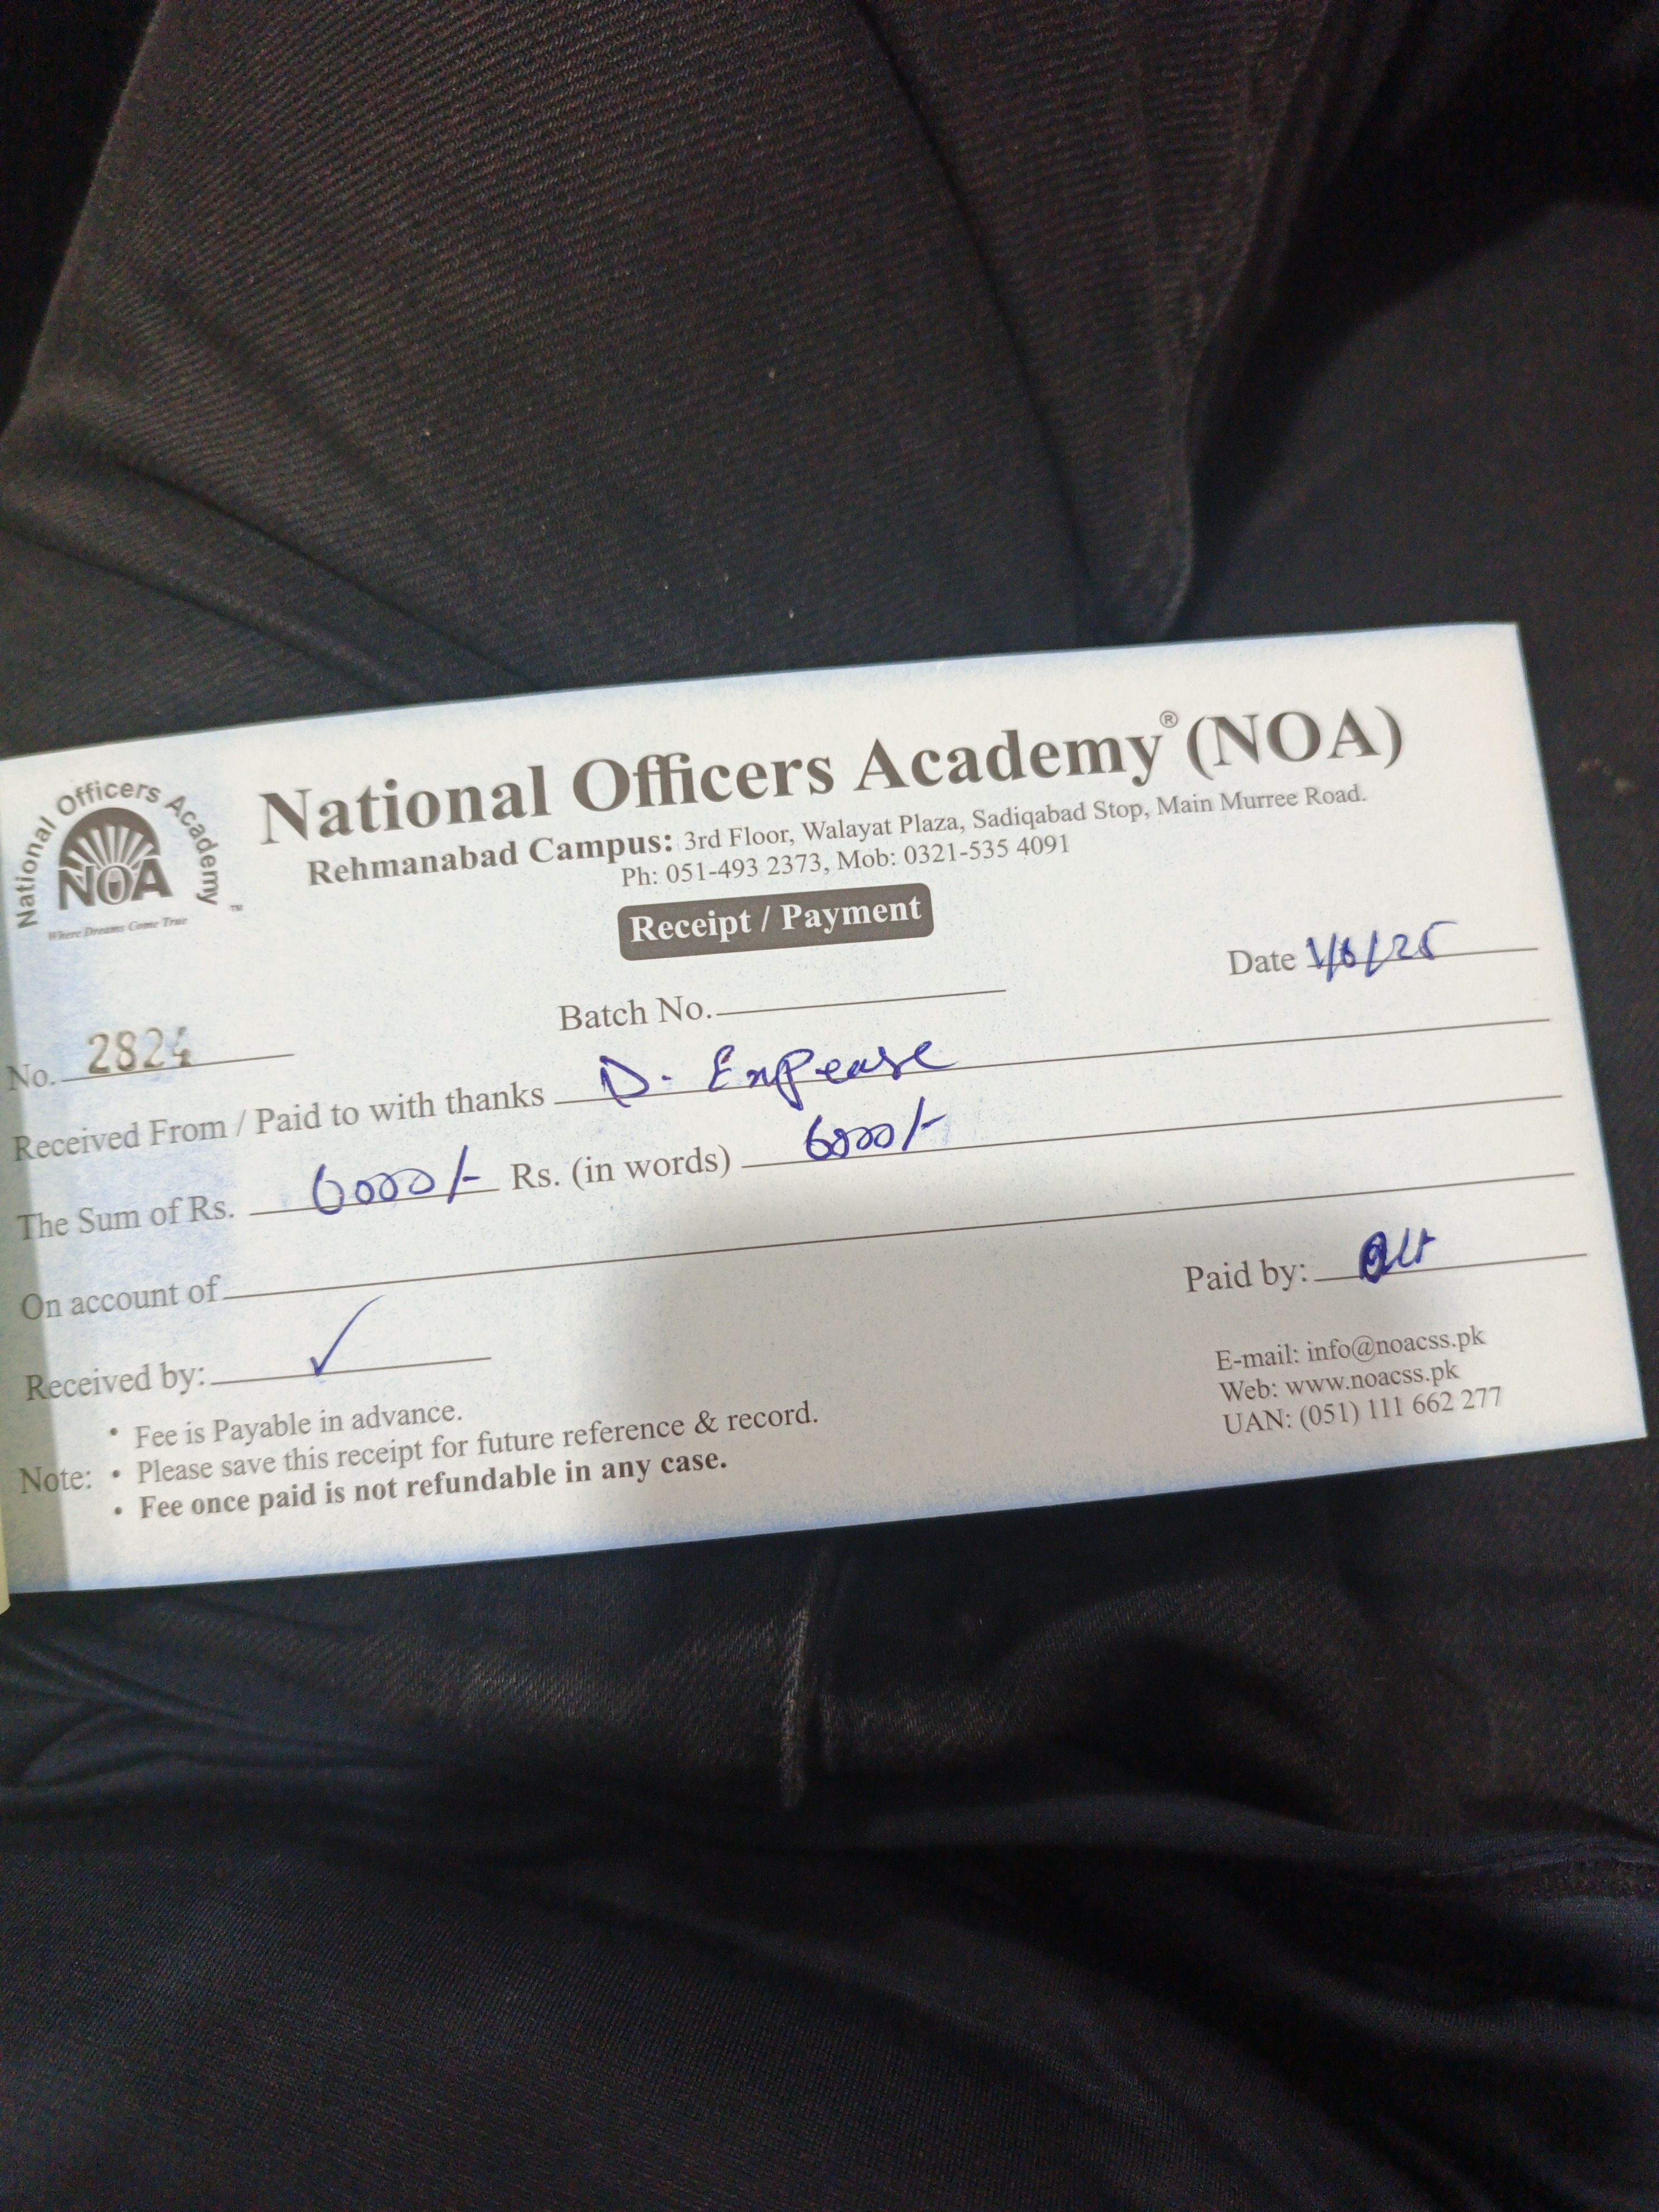 National Officers Academy® (NOA)
National Officers Academy ™
NOA
Where Dreams Come True
Rehmanabad Campus: 3rd Floor, Walayat Plaza, Sadiqabad Stop, Main Murree Road.
Ph: 051-493 2373, Mob: 0321-535 4091
Receipt / Payment
No. 2824 Batch No. Date 1/6/25
Received From / Paid to with thanks D. Expease
The Sum of Rs. 6000/- Rs. (in words) 6000/-
On account of
Received by: ✓ Paid by:
Note:
• Fee is Payable in advance.
• Please save this receipt for future reference & record.
• Fee once paid is not refundable in any case.
E-mail: info@noacss.pk
Web: www.noacss.pk
UAN: (051) 111 662 277